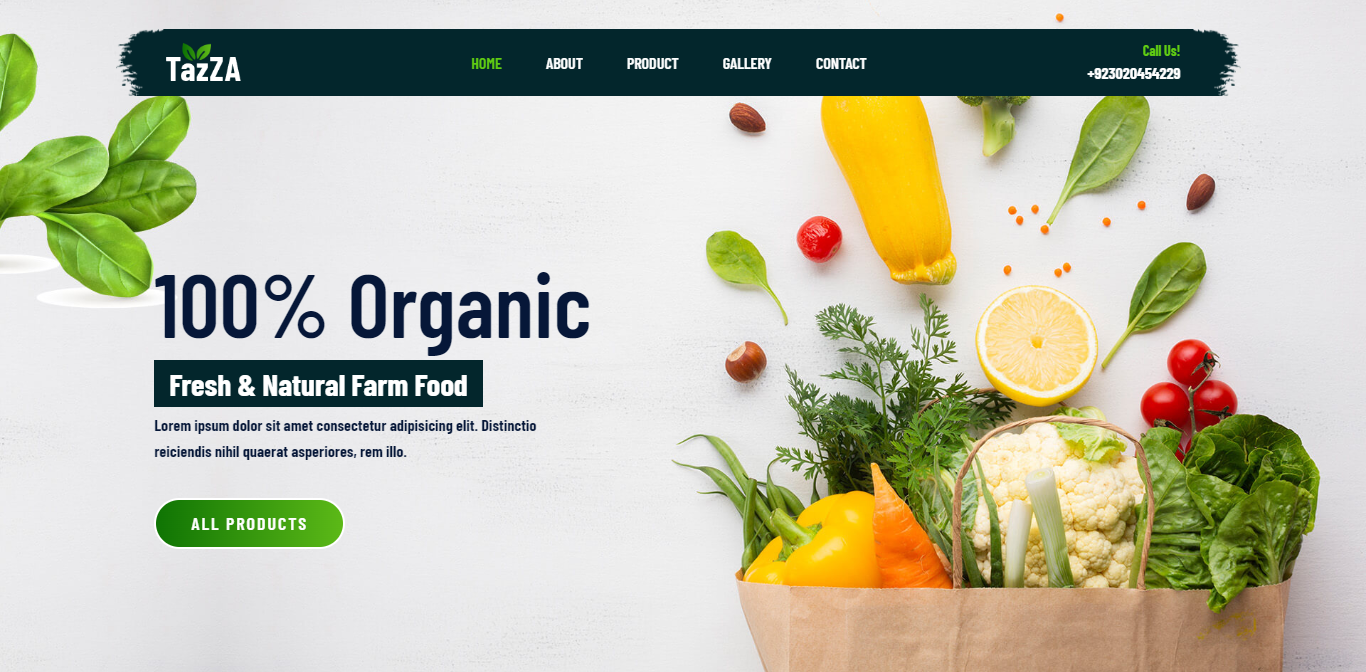 TazZA
HOME ABOUT PRODUCT GALLERY CONTACT
Call Us!
+923020454229
100% Organic
Fresh & Natural Farm Food
Lorem ipsum dolor sit amet consectetur adipisicing elit. Distinctio
reiciendis nihil quaerat asperiores, rem illo.
ALL PRODUCTS